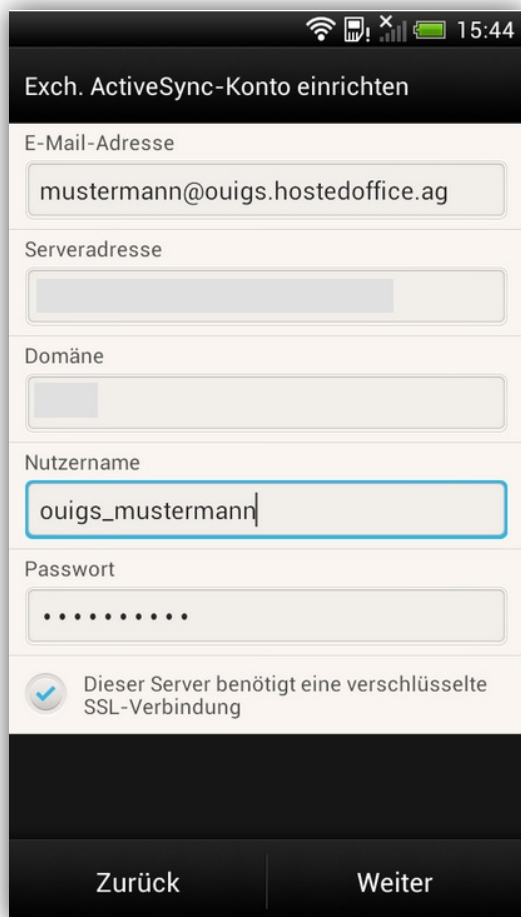 15:44
Exch. ActiveSync-Konto einrichten
E-Mail-Adresse
mustermann@ouigs.hostedoffice.ag
Serveradresse
Domäne
Nutzername
ouigs_mustermann
Passwort
••••••••••
Dieser Server benötigt eine verschlüsselte
SSL-Verbindung
Zurück Weiter